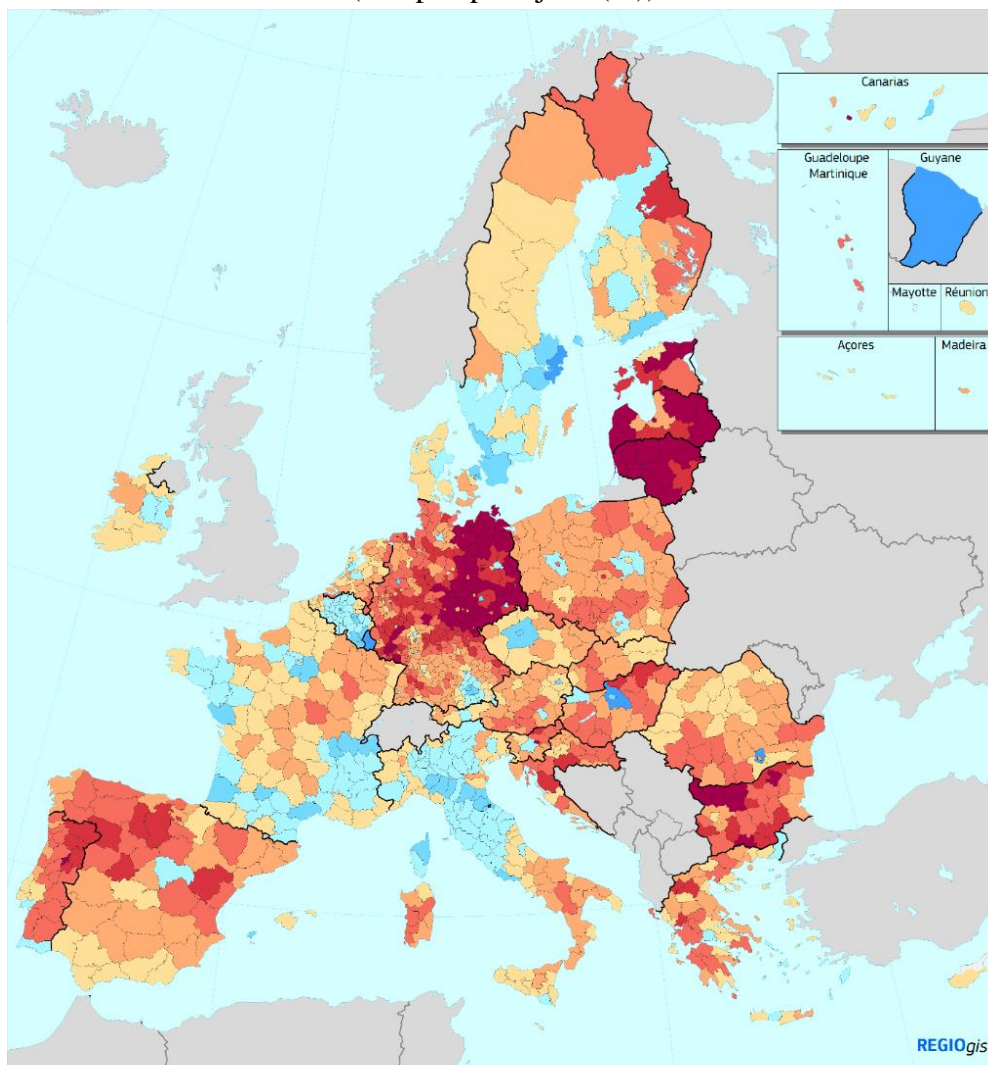 Canarias
Guadeloupe
Martinique
Guyane
Mayotte
Réunion
Açores
Madeira
REGIOgis